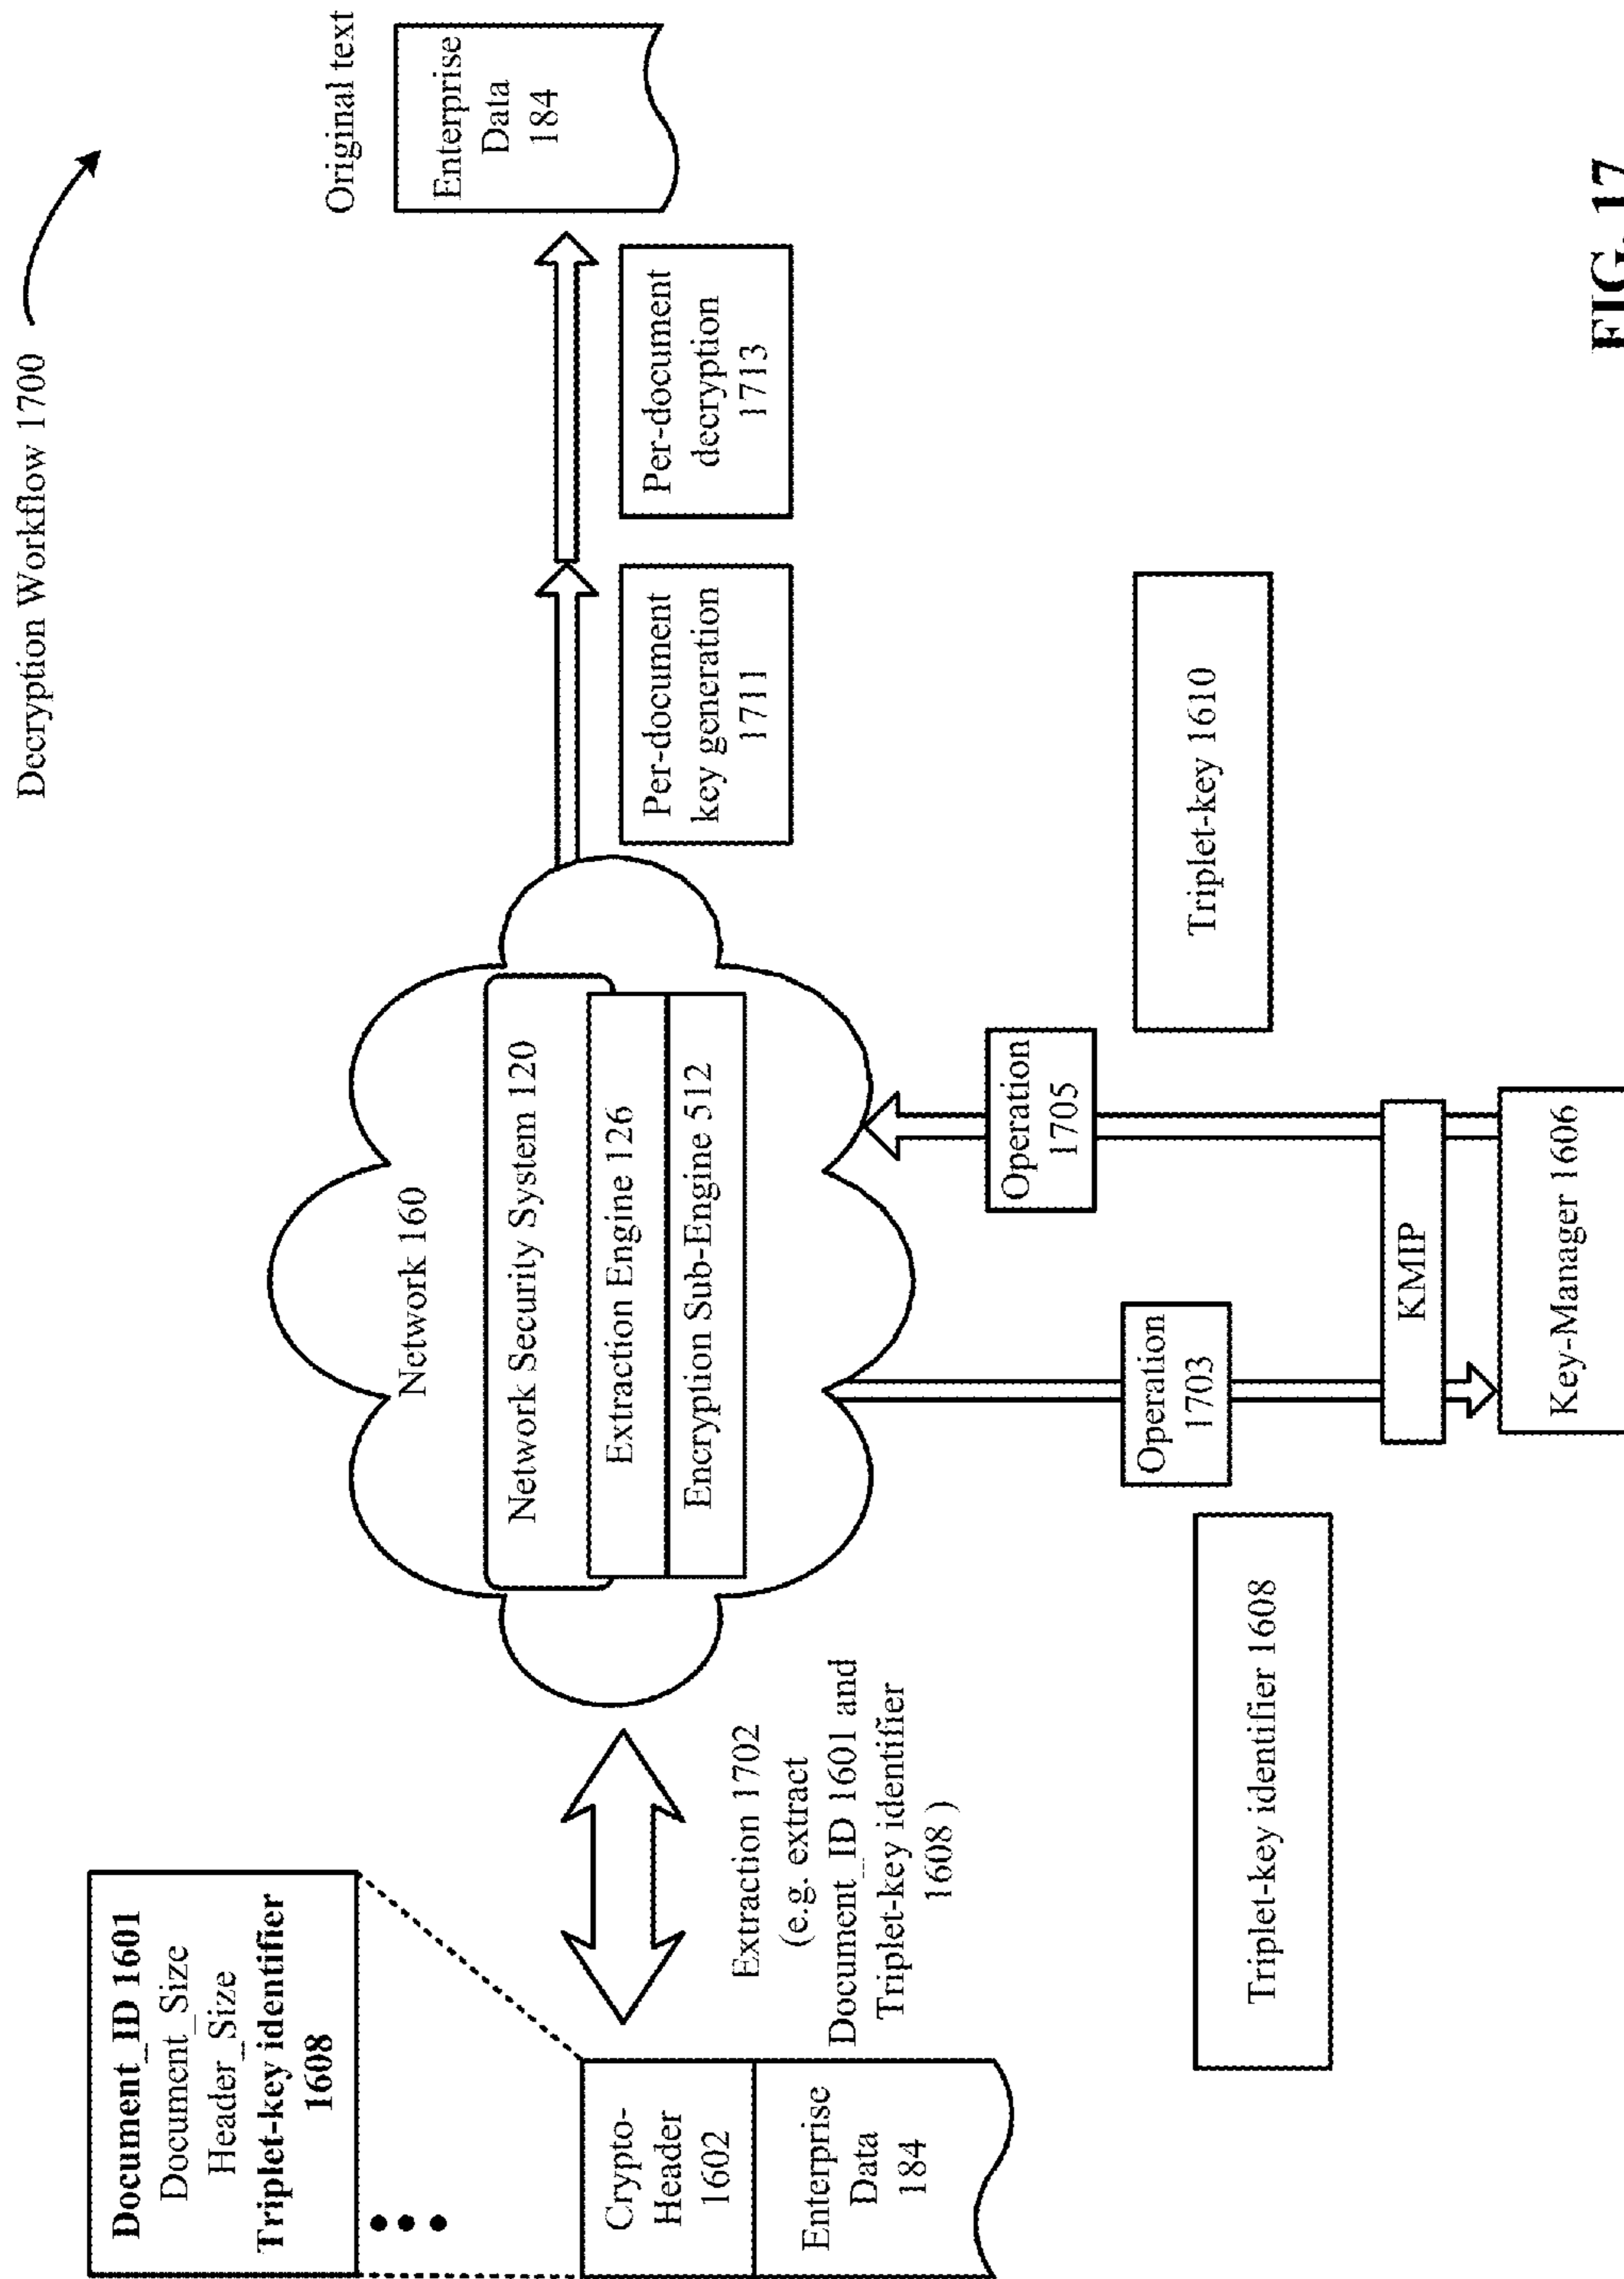 Decryption Workflow 1700
Document_ID 1601
Document_Size
Header_Size
Triplet-key identifier
1608
Crypto-
Header
1602
Enterprise
Data
184
Extraction 1702
(e.g. extract
Document_ID 1601 and
Triplet-key identifier
1608 )
Network 160
Network Security System 120
Extraction Engine 126
Encryption Sub-Engine 512
Per-document
key generation
1711
Per-document
decryption
1713
Original text
Enterprise
Data
184
Triplet-key identifier 1608
Operation
1703
Operation
1705
Triplet-key 1610
KMIP
Key-Manager 1606
FIG. 17